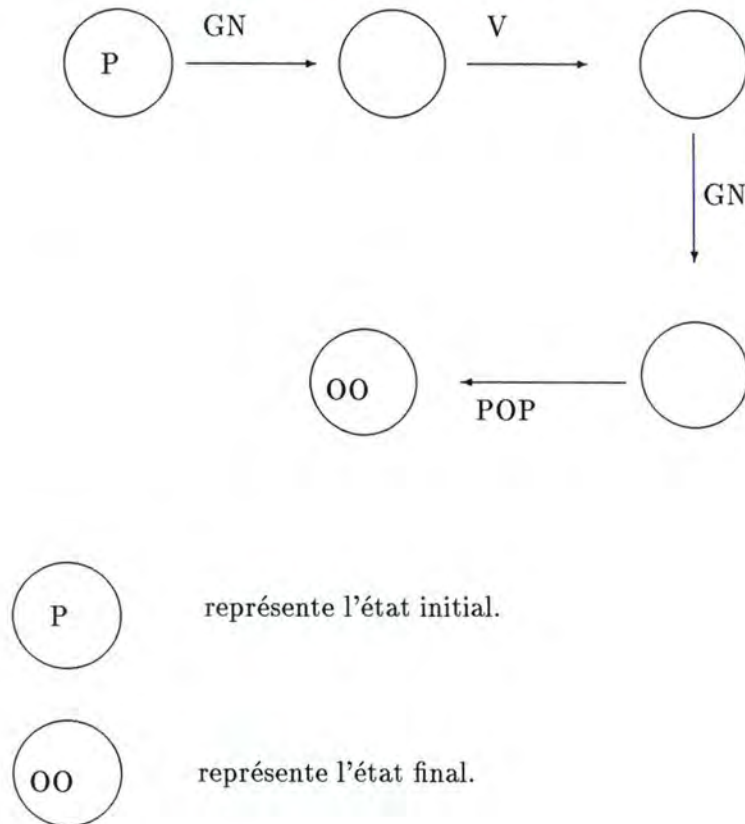 GN
V
P
GN
OO
POP
P
représente l'état initial.
OO
représente l'état final.